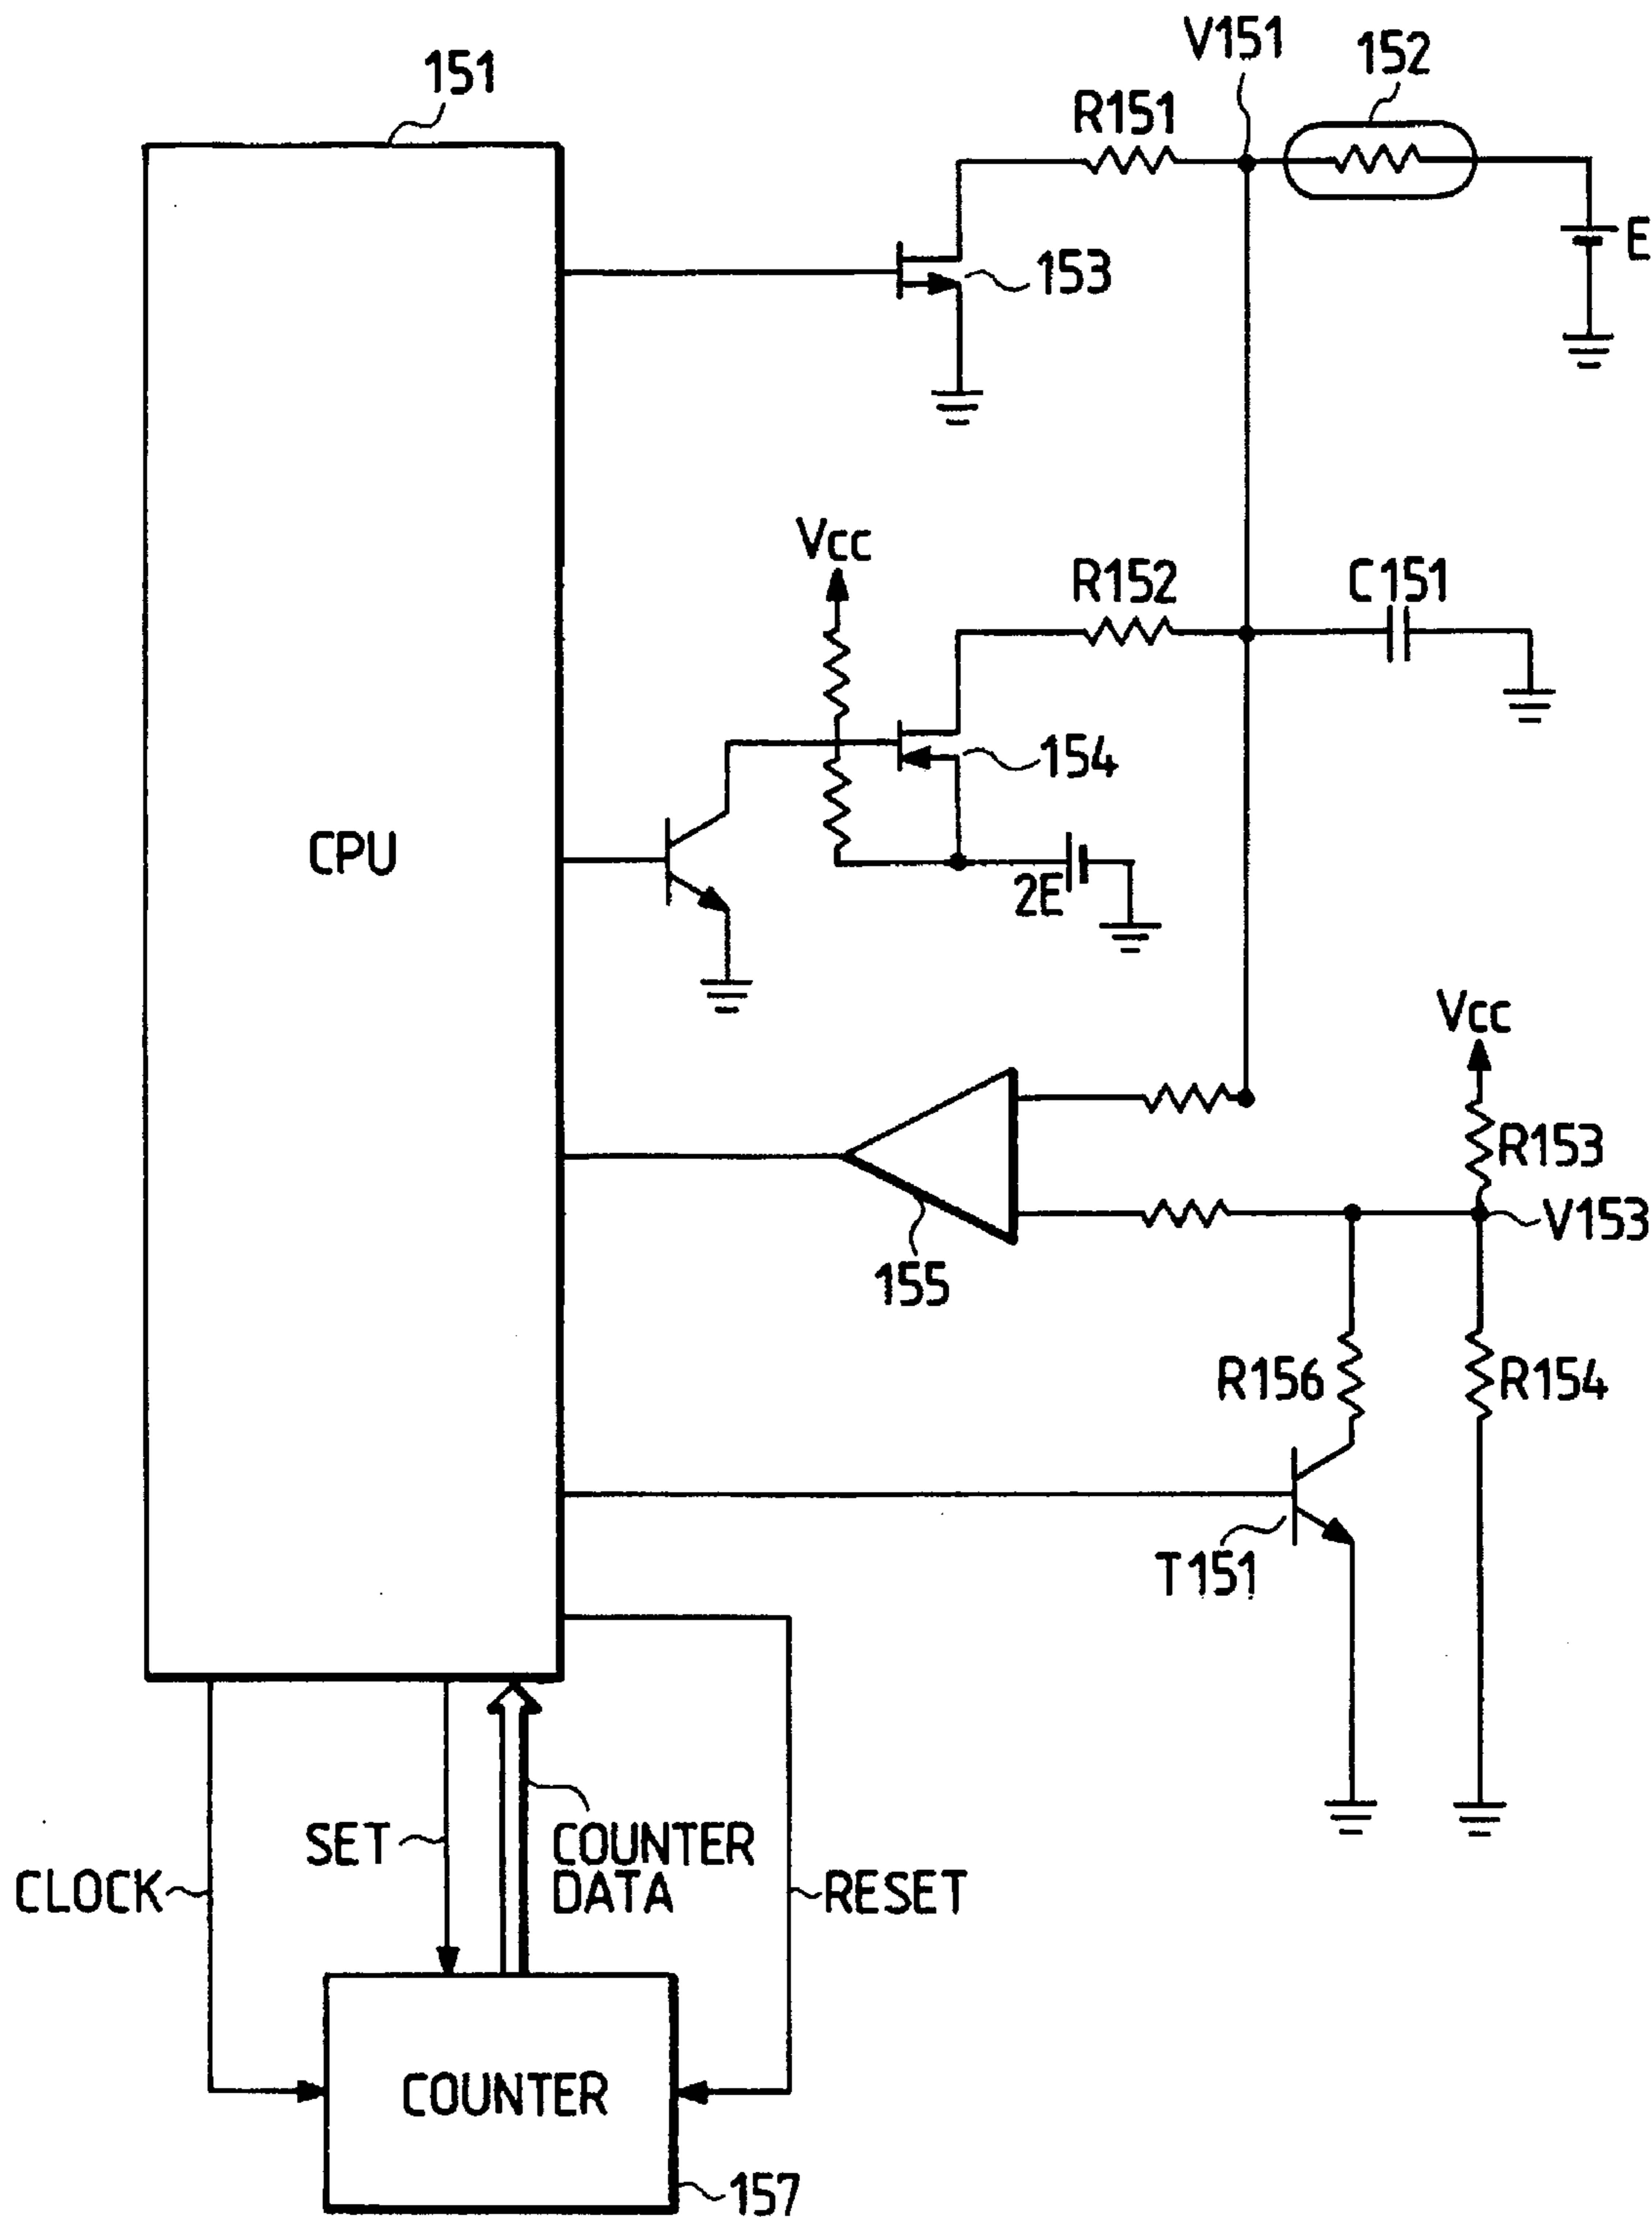 V151
152
151
R151
E
153
Vcc
R152
C151
154
CPU
2E
Vcc
R153
V153
155
R156
R154
T151
SET
COUNTER
DATA
CLOCK
RESET
COUNTER
157